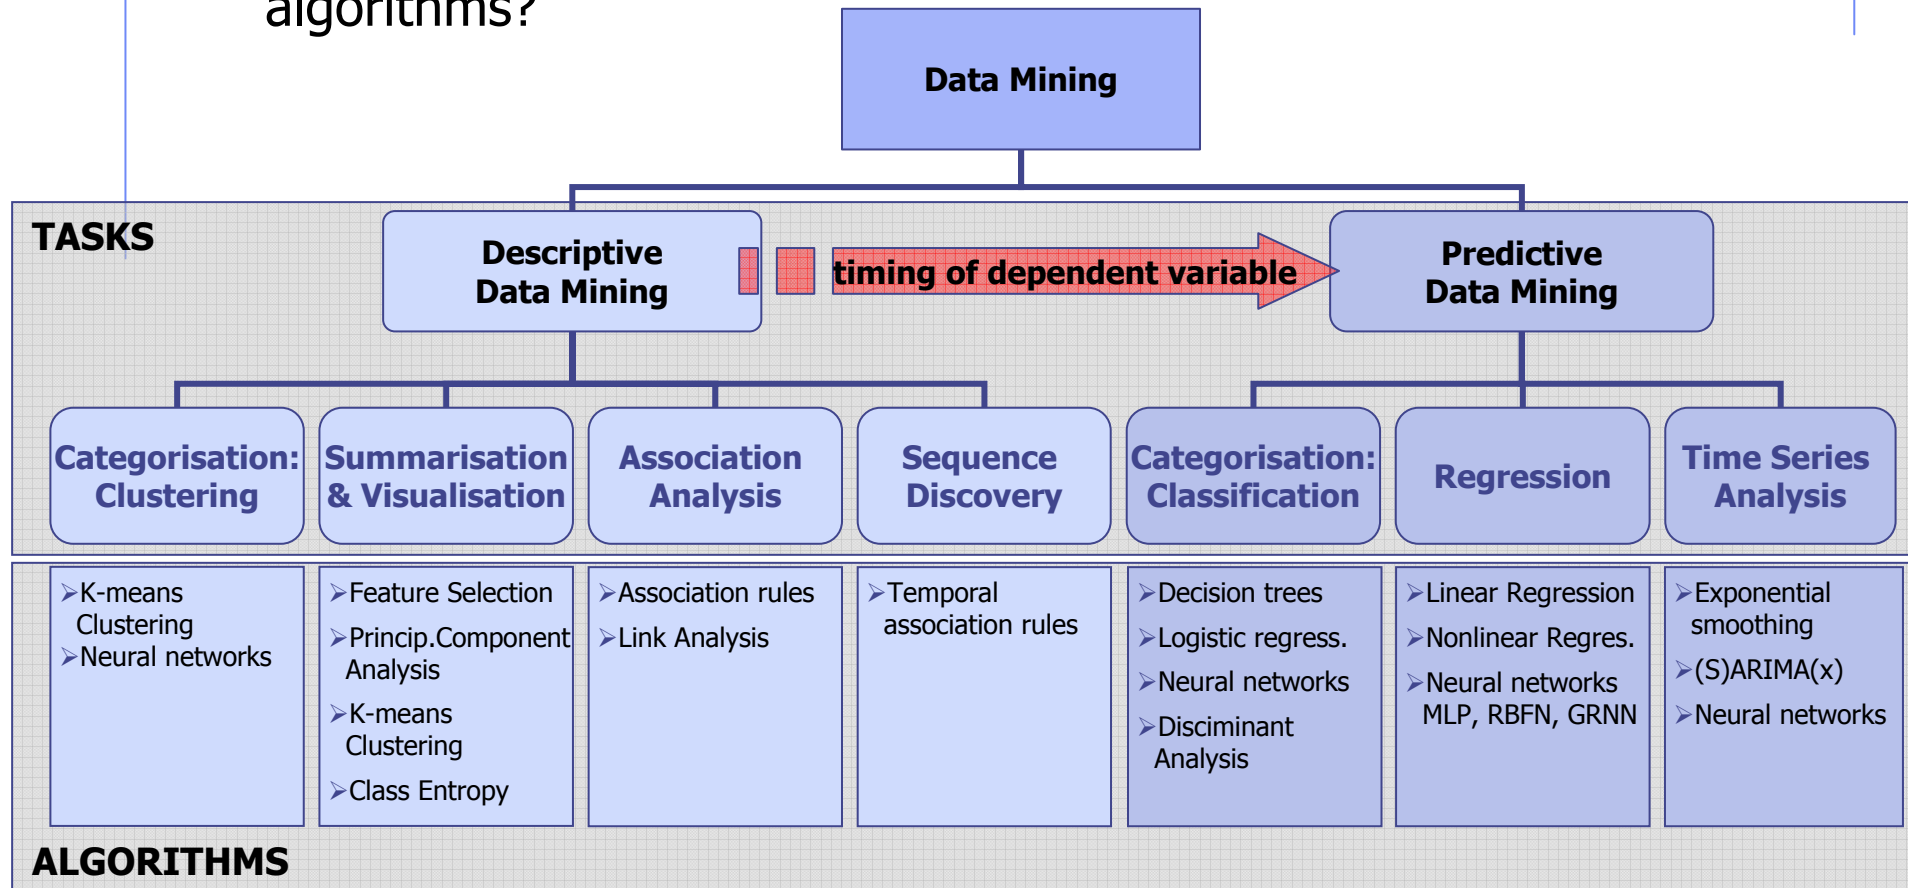 algorithms?
Data Mining
TASKS
Descriptive
Data Mining
timing of dependent variable
Predictive
Data Mining
Categorisation:
Clustering
Summarisation
& Visualisation
Association
Analysis
Sequence
Discovery
Categorisation:
Classification
Regression
Time Series
Analysis
➢K-means
Clustering
➢Neural networks
➢Feature Selection
➢Princip.Component
Analysis
➢K-means
Clustering
➢Class Entropy
➢Association rules
➢Link Analysis
➢Temporal
association rules
➢Decision trees
➢Logistic regress.
➢Neural networks
➢Disciminant
Analysis
➢Linear Regression
➢Nonlinear Regres.
➢Neural networks
MLP, RBFN, GRNN
➢Exponential
smoothing
➢(S)ARIMA(x)
➢Neural networks
ALGORITHMS